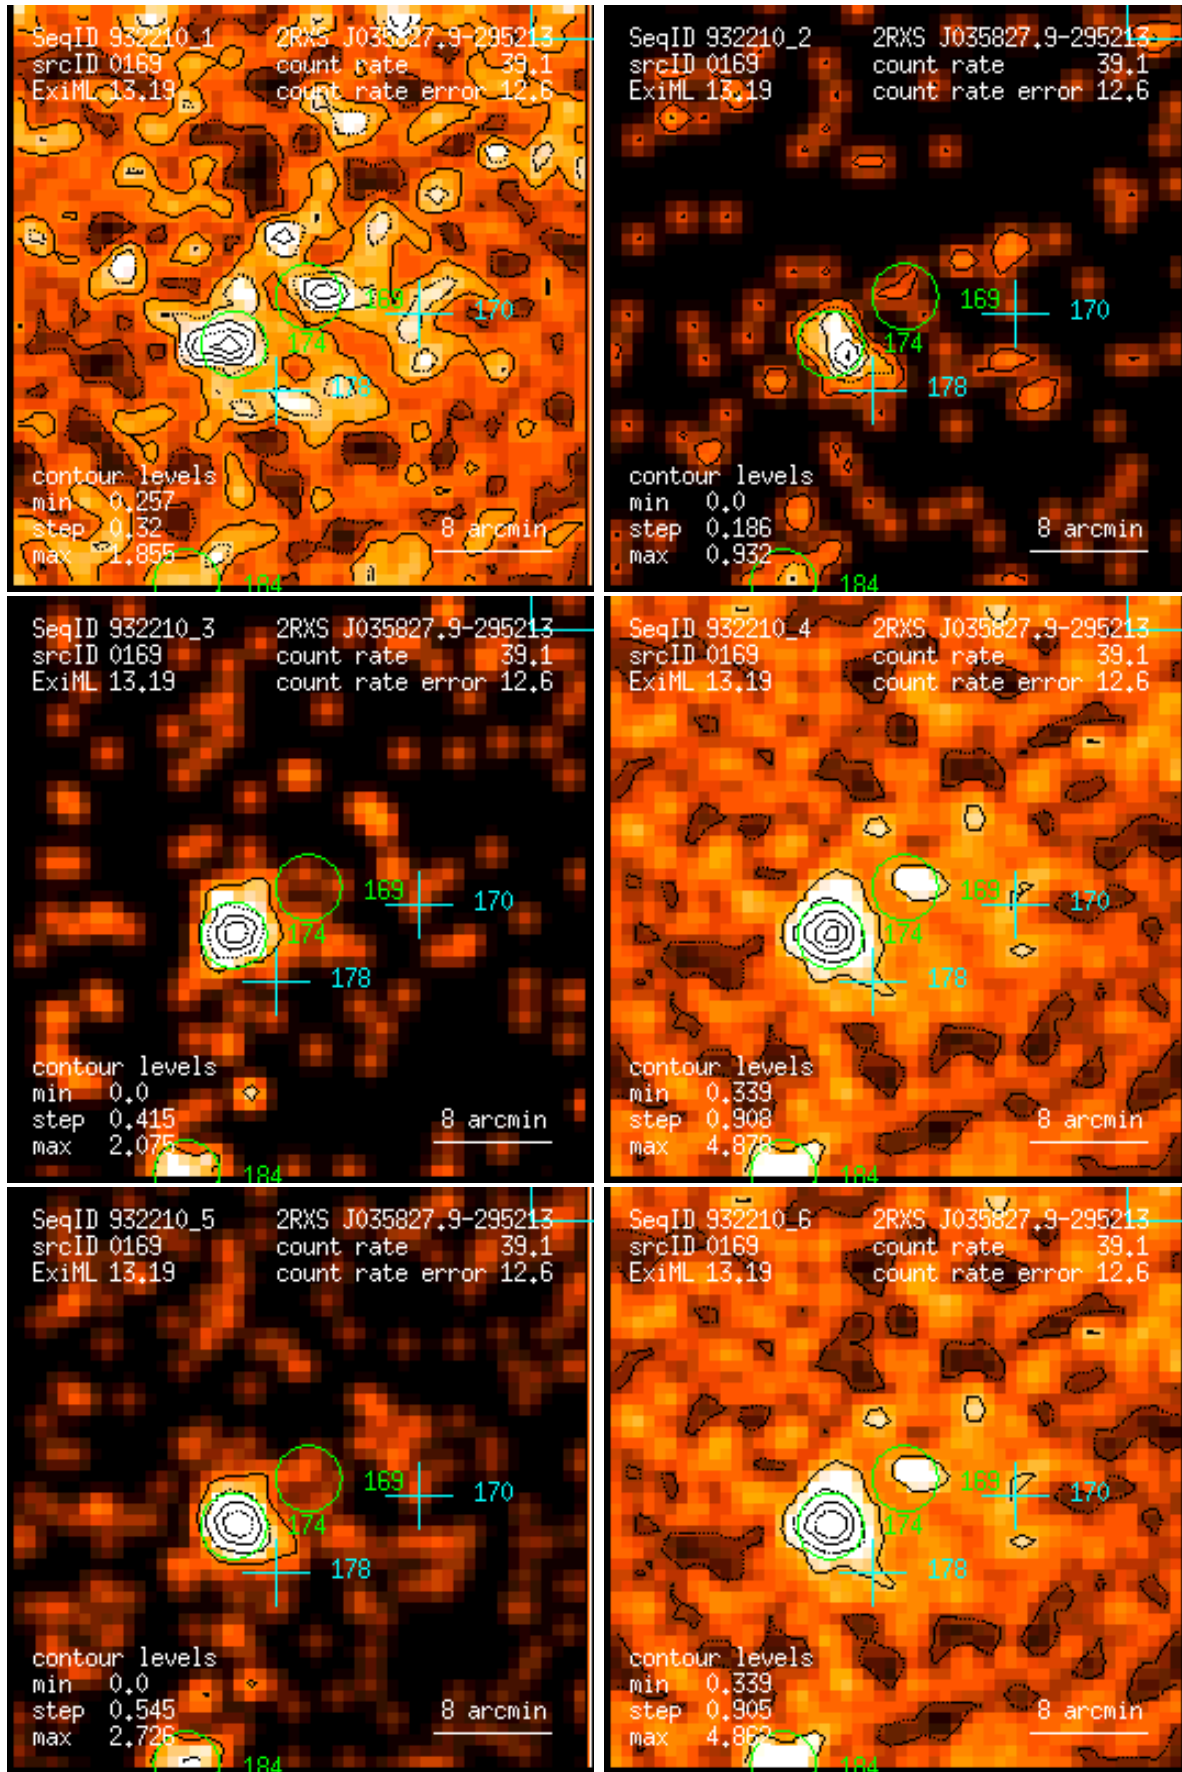 SeqID 932210_1 2RXS J035827.9-295213
srcID 0169 count rate 39.1
ExiML 13.19 count rate error 12.6
169
170
174
178
contour levels
min 0.257
step 0.32 8 arcmin
max 1.855
184
SeqID 932210_2 2RXS J035827.9-295213
srcID 0169 count rate 39.1
ExiML 13.19 count rate error 12.6
169
170
174
178
contour levels
min 0.0
step 0.186 8 arcmin
max 0.932
184
SeqID 932210_3 2RXS J035827.9-295213
srcID 0169 count rate 39.1
ExiML 13.19 count rate error 12.6
169
170
174
178
contour levels
min 0.0
step 0.415 8 arcmin
max 2.075
184
SeqID 932210_4 2RXS J035827.9-295213
srcID 0169 count rate 39.1
ExiML 13.19 count rate error 12.6
169
170
174
178
contour levels
min 0.339
step 0.908 8 arcmin
max 4.878
184
SeqID 932210_5 2RXS J035827.9-295213
srcID 0169 count rate 39.1
ExiML 13.19 count rate error 12.6
169
170
174
178
contour levels
min 0.0
step 0.545 8 arcmin
max 2.726
184
SeqID 932210_6 2RXS J035827.9-295213
srcID 0169 count rate 39.1
ExiML 13.19 count rate error 12.6
169
170
174
178
contour levels
min 0.339
step 0.905 8 arcmin
max 4.862
184